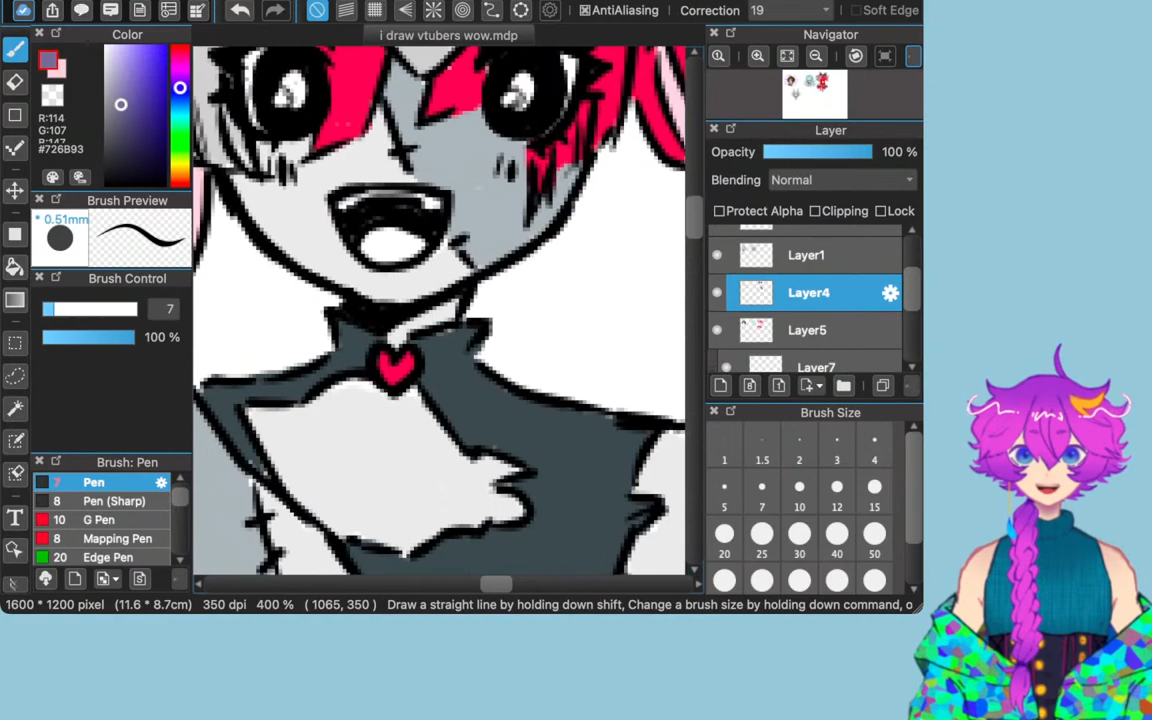 AntiAliasing Correction 19 Soft Edge
i draw vtubers wow.mdp
Color
R:114
G:107
B:147
#726B93
Brush Preview
* 0.51mm
Brush Control
7
100 %
Brush: Pen
7 Pen
8 Pen (Sharp)
10 G Pen
8 Mapping Pen
20 Edge Pen
Navigator
Layer
Opacity 100 %
Blending Normal
Protect Alpha Clipping Lock
Layer1
Layer4
Layer5
Layer7
Brush Size
1 1.5 2 3 4
5 7 10 12 15
20 25 30 40 50
1600 * 1200 pixel (11.6 * 8.7cm) 350 dpi 400 % ( 1065, 350 ) Draw a straight line by holding down shift, Change a brush size by holding down command, o